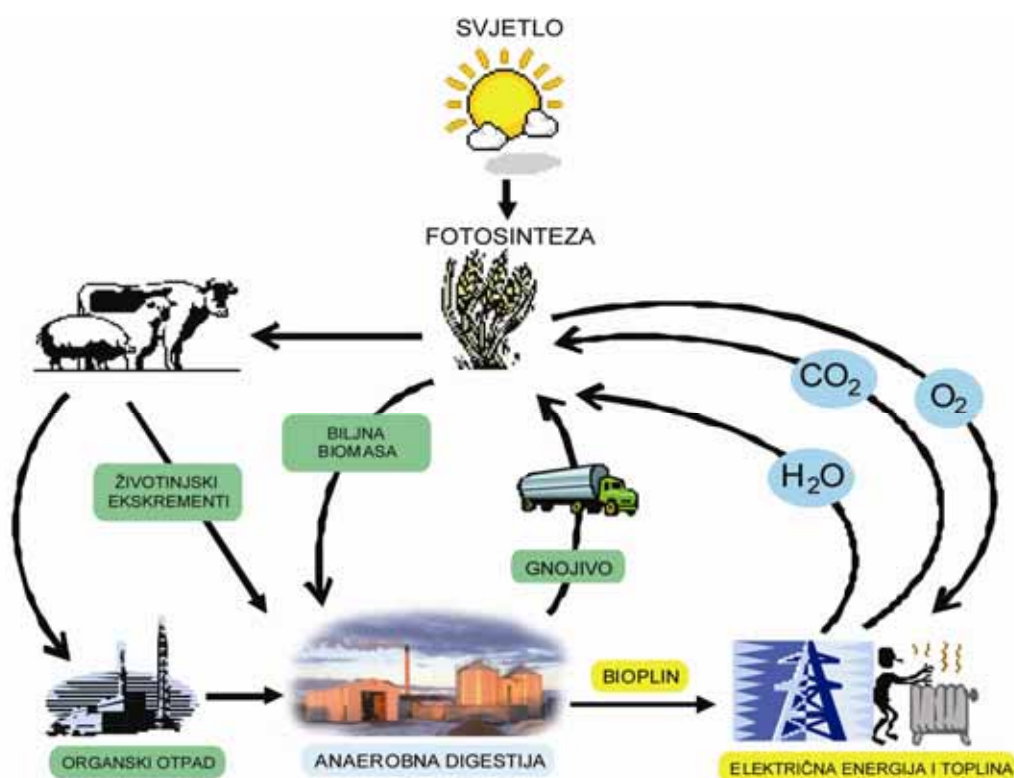 SVJETLO
FOTOSINTEZA
CO2
O2
BILJNA
BIOMASA
H2O
ŽIVOTINJSKI
EKSKREMENTI
GNOJIVO
BIOPLIN
ORGANSKI OTPAD
ANAEROBNA DIGESTIJA
ELEKTRIČNA ENERGIJA I TOPLINA